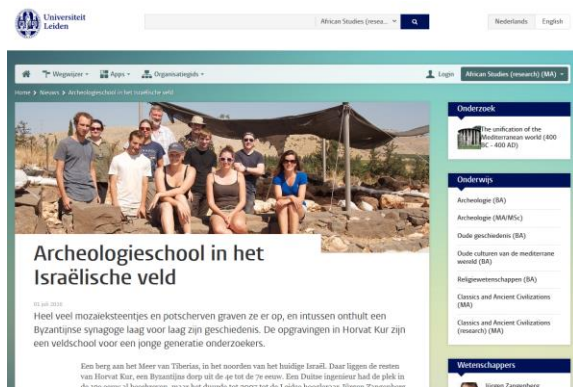 Universiteit
Leiden
African Studies (resea...
Nederlands English
Wegwijzer Apps Organisatiegids
Login African Studies (research) (MA)
Home > Nieuws > Archeologieschool in het Israëlische veld
Archeologieschool in het
Israëlische veld
Heel veel mozaïeksteentjes en potscherven graven ze er op, en intussen onthult een
Byzantijnse synagoge laag voor laag zijn geschiedenis. De opgravingen in Horvat Kur zijn
een veldschool voor een jonge generatie onderzoekers.
Een berg aan het Meer van Tiberias, in het noorden van het huidige Israël. Daar liggen de resten
van Horvat Kur, een Byzantijns dorp uit de 4e tot de 7e eeuw. Een Duitse ingenieur had de plek in
Onderzoek
The unification of the
Mediterranean world (400
BC - 400 AD)
Onderwijs
Archeologie (BA)
Archeologie (MA/MSc)
Oude geschiedenis (BA)
Oude culturen van de mediterrane
wereld (BA)
Religiewetenschappen (BA)
Classics and Ancient Civilizations
(MA)
Classics and Ancient Civilizations
(research) (MA)
Wetenschappers
Jürgen Zangenberg